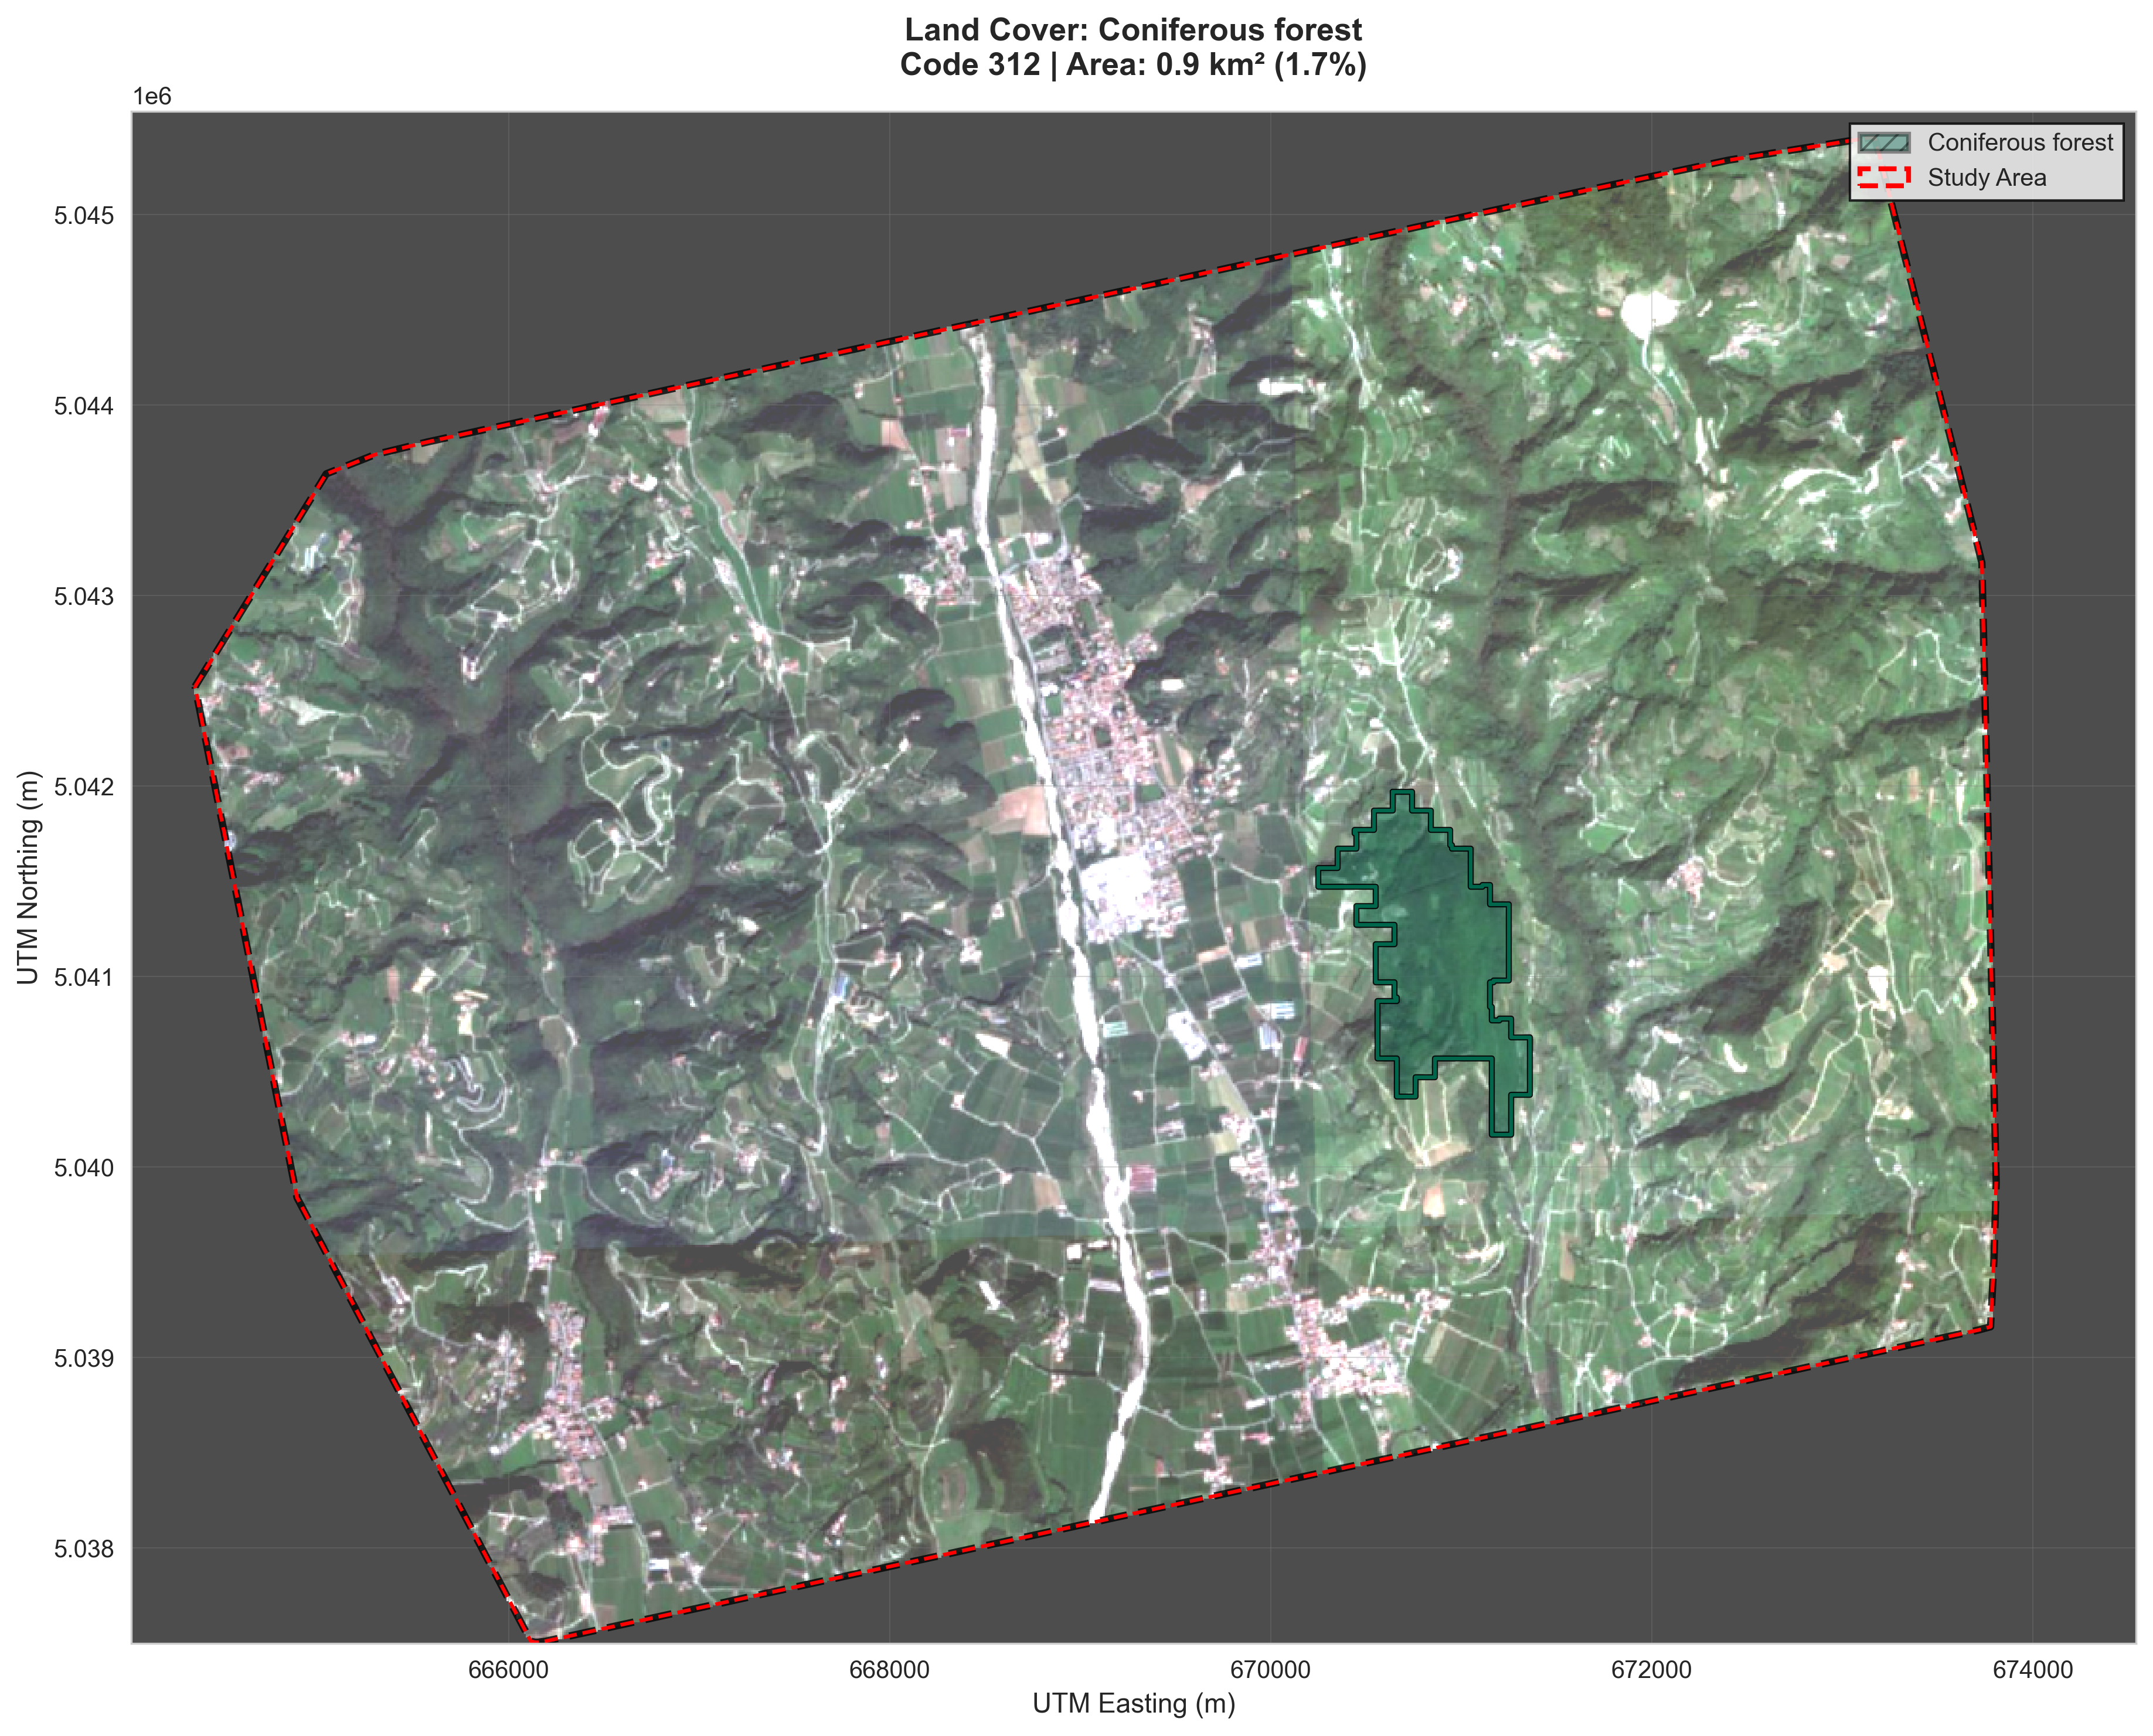 Land Cover: Coniferous forest
Code 312 | Area: 0.9 km² (1.7%)
1e6
Coniferous forest
Study Area
5.045
5.044
5.043
5.042
5.041
5.040
5.039
5.038
UTM Northing (m)
666000
668000
670000
672000
674000
UTM Easting (m)